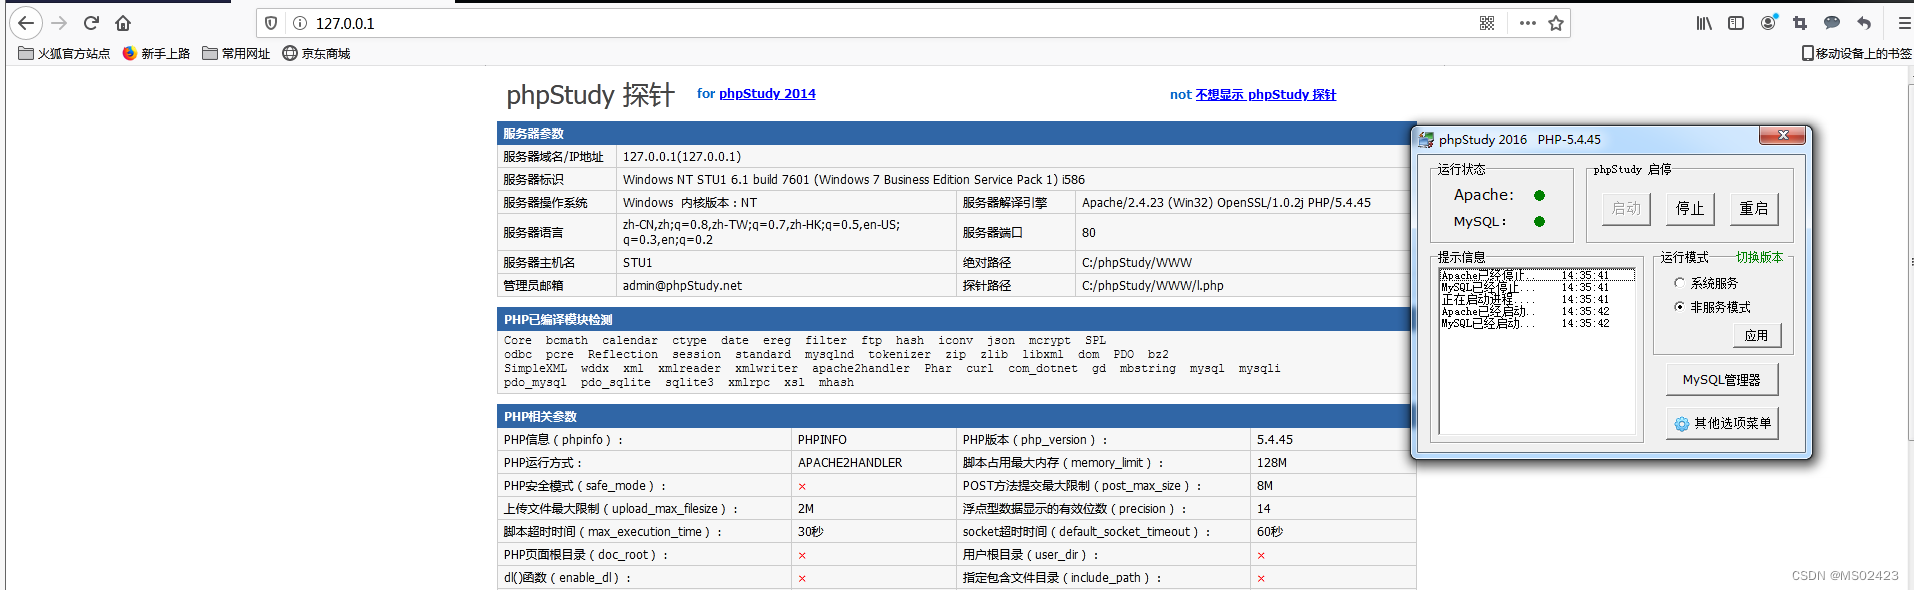 127.0.0.1
火狐官方站点 新手上路 常用网址 京东商城 移动设备上的书签
phpStudy 探针 for phpStudy 2014 not 不想显示 phpStudy 探针
服务器参数
服务器域名/IP地址 127.0.0.1(127.0.0.1)
服务器标识 Windows NT STU1 6.1 build 7601 (Windows 7 Business Edition Service Pack 1) i586
服务器操作系统 Windows 内核版本：NT 服务器解译引擎 Apache/2.4.23 (Win32) OpenSSL/1.0.2j PHP/5.4.45
服务器语言 zh-CN,zh;q=0.8,zh-TW;q=0.7,zh-HK;q=0.5,en-US;
q=0.3,en;q=0.2 服务器端口 80
服务器主机名 STU1 绝对路径 C:/phpStudy/WWW
管理员邮箱 admin@phpStudy.net 探针路径 C:/phpStudy/WWW/l.php
PHP已编译模块检测
Core bcmath calendar ctype date ereg filter ftp hash iconv json mcrypt SPL
odbc pcre Reflection session standard mysqlnd tokenizer zip zlib libxml dom PDO bz2
SimpleXML wddx xml xmlreader xmlwriter apache2handler Phar curl com_dotnet gd mbstring mysql mysqli
pdo_mysql pdo_sqlite sqlite3 xmlrpc xsl mhash
PHP相关参数
PHP信息（phpinfo）： PHPINFO PHP版本（php_version）： 5.4.45
PHP运行方式： APACHE2HANDLER 脚本占用最大内存（memory_limit）： 128M
PHP安全模式（safe_mode）： × POST方法提交最大限制（post_max_size）： 8M
上传文件最大限制（upload_max_filesize）： 2M 浮点型数据显示的有效位数（precision）： 14
脚本超时时间（max_execution_time）： 30秒 socket超时时间（default_socket_timeout）： 60秒
PHP页面根目录（doc_root）： × 用户根目录（user_dir）： ×
dl()函数（enable_dl）： × 指定包含文件目录（include_path）： ×
phpStudy 2016 PHP-5.4.45
运行状态 phpStudy 启停
Apache:
MySQL:
启动 停止 重启
提示信息
Apache已经停止... 14:35:41
MySQL已经停止... 14:35:41
正在启动进程.... 14:35:41
Apache已经启动.. 14:35:42
MySQL已经启动... 14:35:42
运行模式 切换版本
系统服务
非服务模式
应用
MySQL管理器
其他选项菜单
CSDN @MS02423